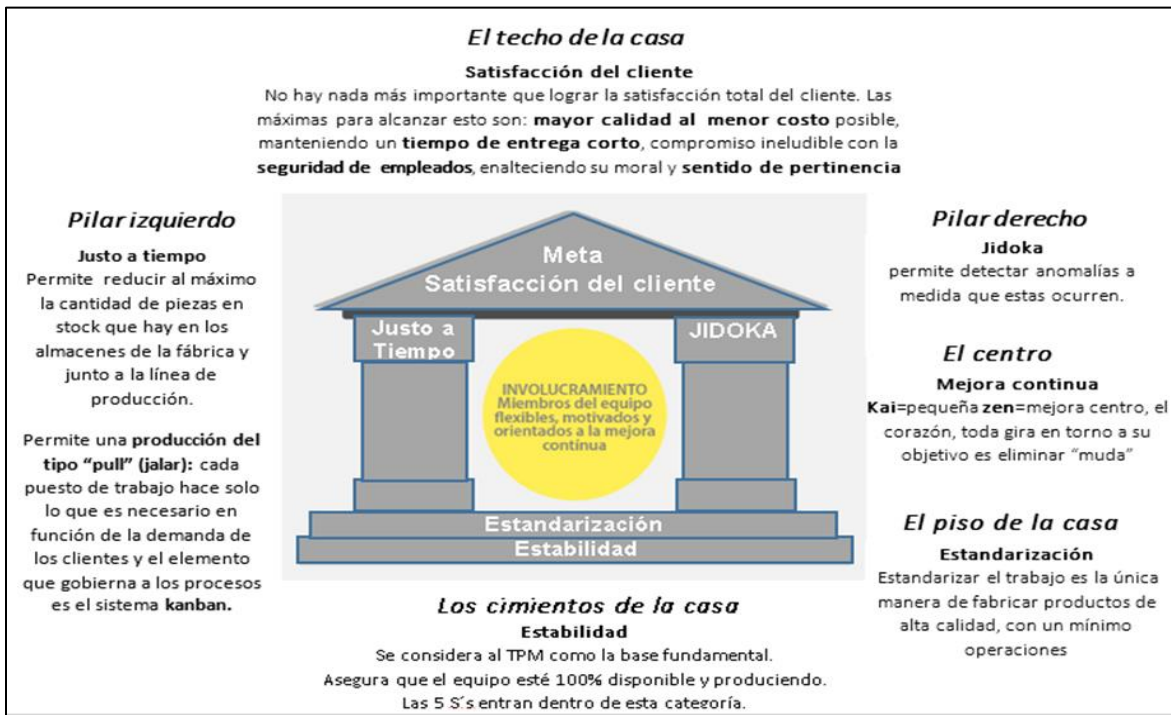 El techo de la casa
Satisfacción del cliente
No hay nada más importante que lograr la satisfacción total del cliente. Las
máximas para alcanzar esto son: mayor calidad al menor costo posible,
manteniendo un tiempo de entrega corto, compromiso ineludible con la
seguridad de empleados, enalteciendo su moral y sentido de pertinencia
Pilar izquierdo
Justo a tiempo
Permite reducir al máximo
la cantidad de piezas en
stock que hay en los
almacenes de la fábrica y
junto a la línea de
producción.
Permite una producción del
tipo “pull” (jalar): cada
puesto de trabajo hace solo
lo que es necesario en
función de la demanda de
los clientes y el elemento
que gobierna a los procesos
es el sistema kanban.
Meta
Satisfacción del cliente
Justo a
Tiempo
JIDOKA
INVOLUCRAMIENTO
Miembros del equipo
flexibles, motivados y
orientados a la mejora
contínua
Estandarización
Estabilidad
Pilar derecho
Jidoka
permite detectar anomalías a
medida que estas ocurren.
El centro
Mejora continua
Kai=pequeña zen=mejora centro, el
corazón, toda gira en torno a su
objetivo es eliminar “muda”
El piso de la casa
Estandarización
Estandarizar el trabajo es la única
manera de fabricar productos de
alta calidad, con un mínimo
operaciones
Los cimientos de la casa
Estabilidad
Se considera al TPM como la base fundamental.
Asegura que el equipo esté 100% disponible y produciendo.
Las 5 S´s entran dentro de esta categoría.